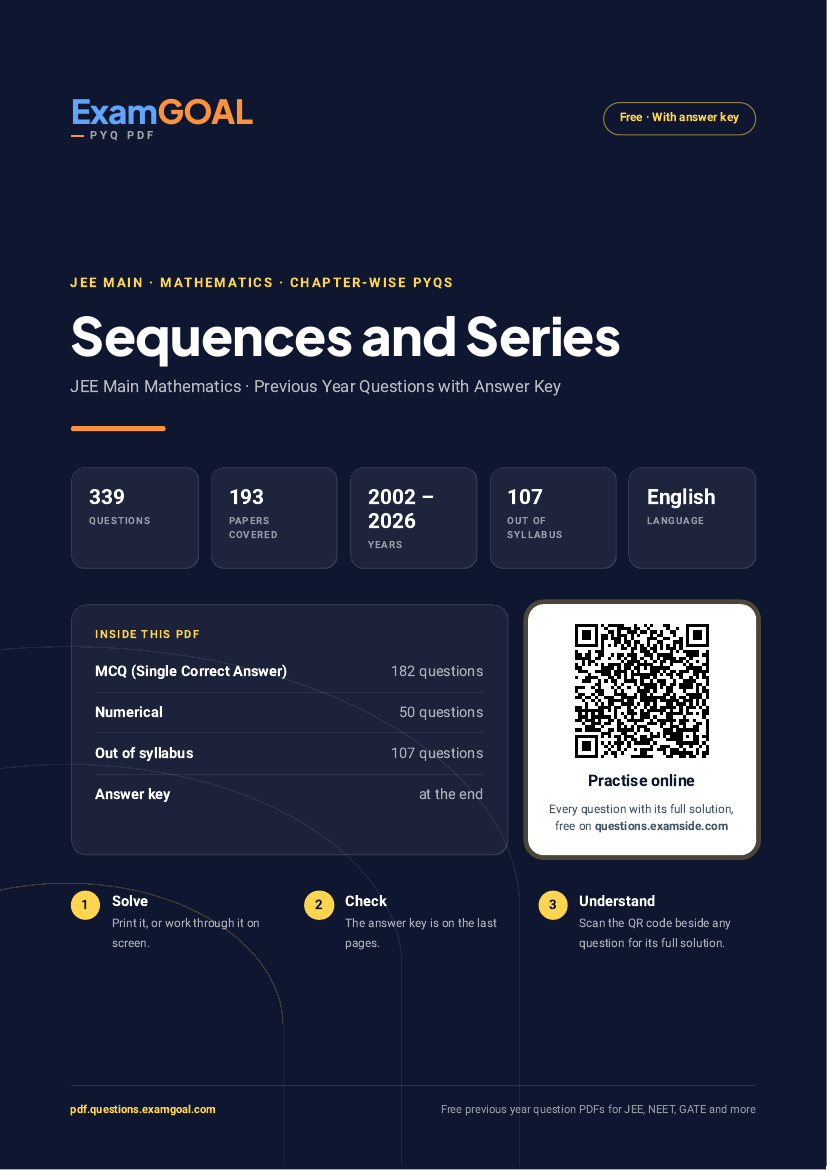 ExamGOAL
PYQ PDF
Free · With answer key
JEE MAIN · MATHEMATICS · CHAPTER-WISE PYQS
Sequences and Series
JEE Main Mathematics · Previous Year Questions with Answer Key
339
QUESTIONS
193
PAPERS
COVERED
2002 –
2026
YEARS
107
OUT OF
SYLLABUS
English
LANGUAGE
INSIDE THIS PDF
MCQ (Single Correct Answer) 182 questions
Numerical 50 questions
Out of syllabus 107 questions
Answer key at the end
Practise online
Every question with its full solution,
free on questions.examside.com
1 Solve
Print it, or work through it on
screen.
2 Check
The answer key is on the last
pages.
3 Understand
Scan the QR code beside any
question for its full solution.
pdf.questions.examgoal.com
Free previous year question PDFs for JEE, NEET, GATE and more